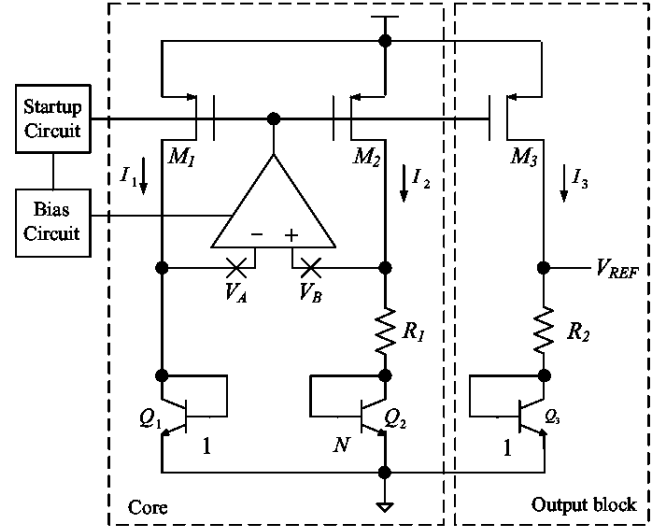 Startup
Circuit
Bias
Circuit
M1
M2
M3
I1
I2
I3
−
+
VA
VB
VREF
R1
R2
Q1
1
N
Q2
1
Q3
Core
Output block